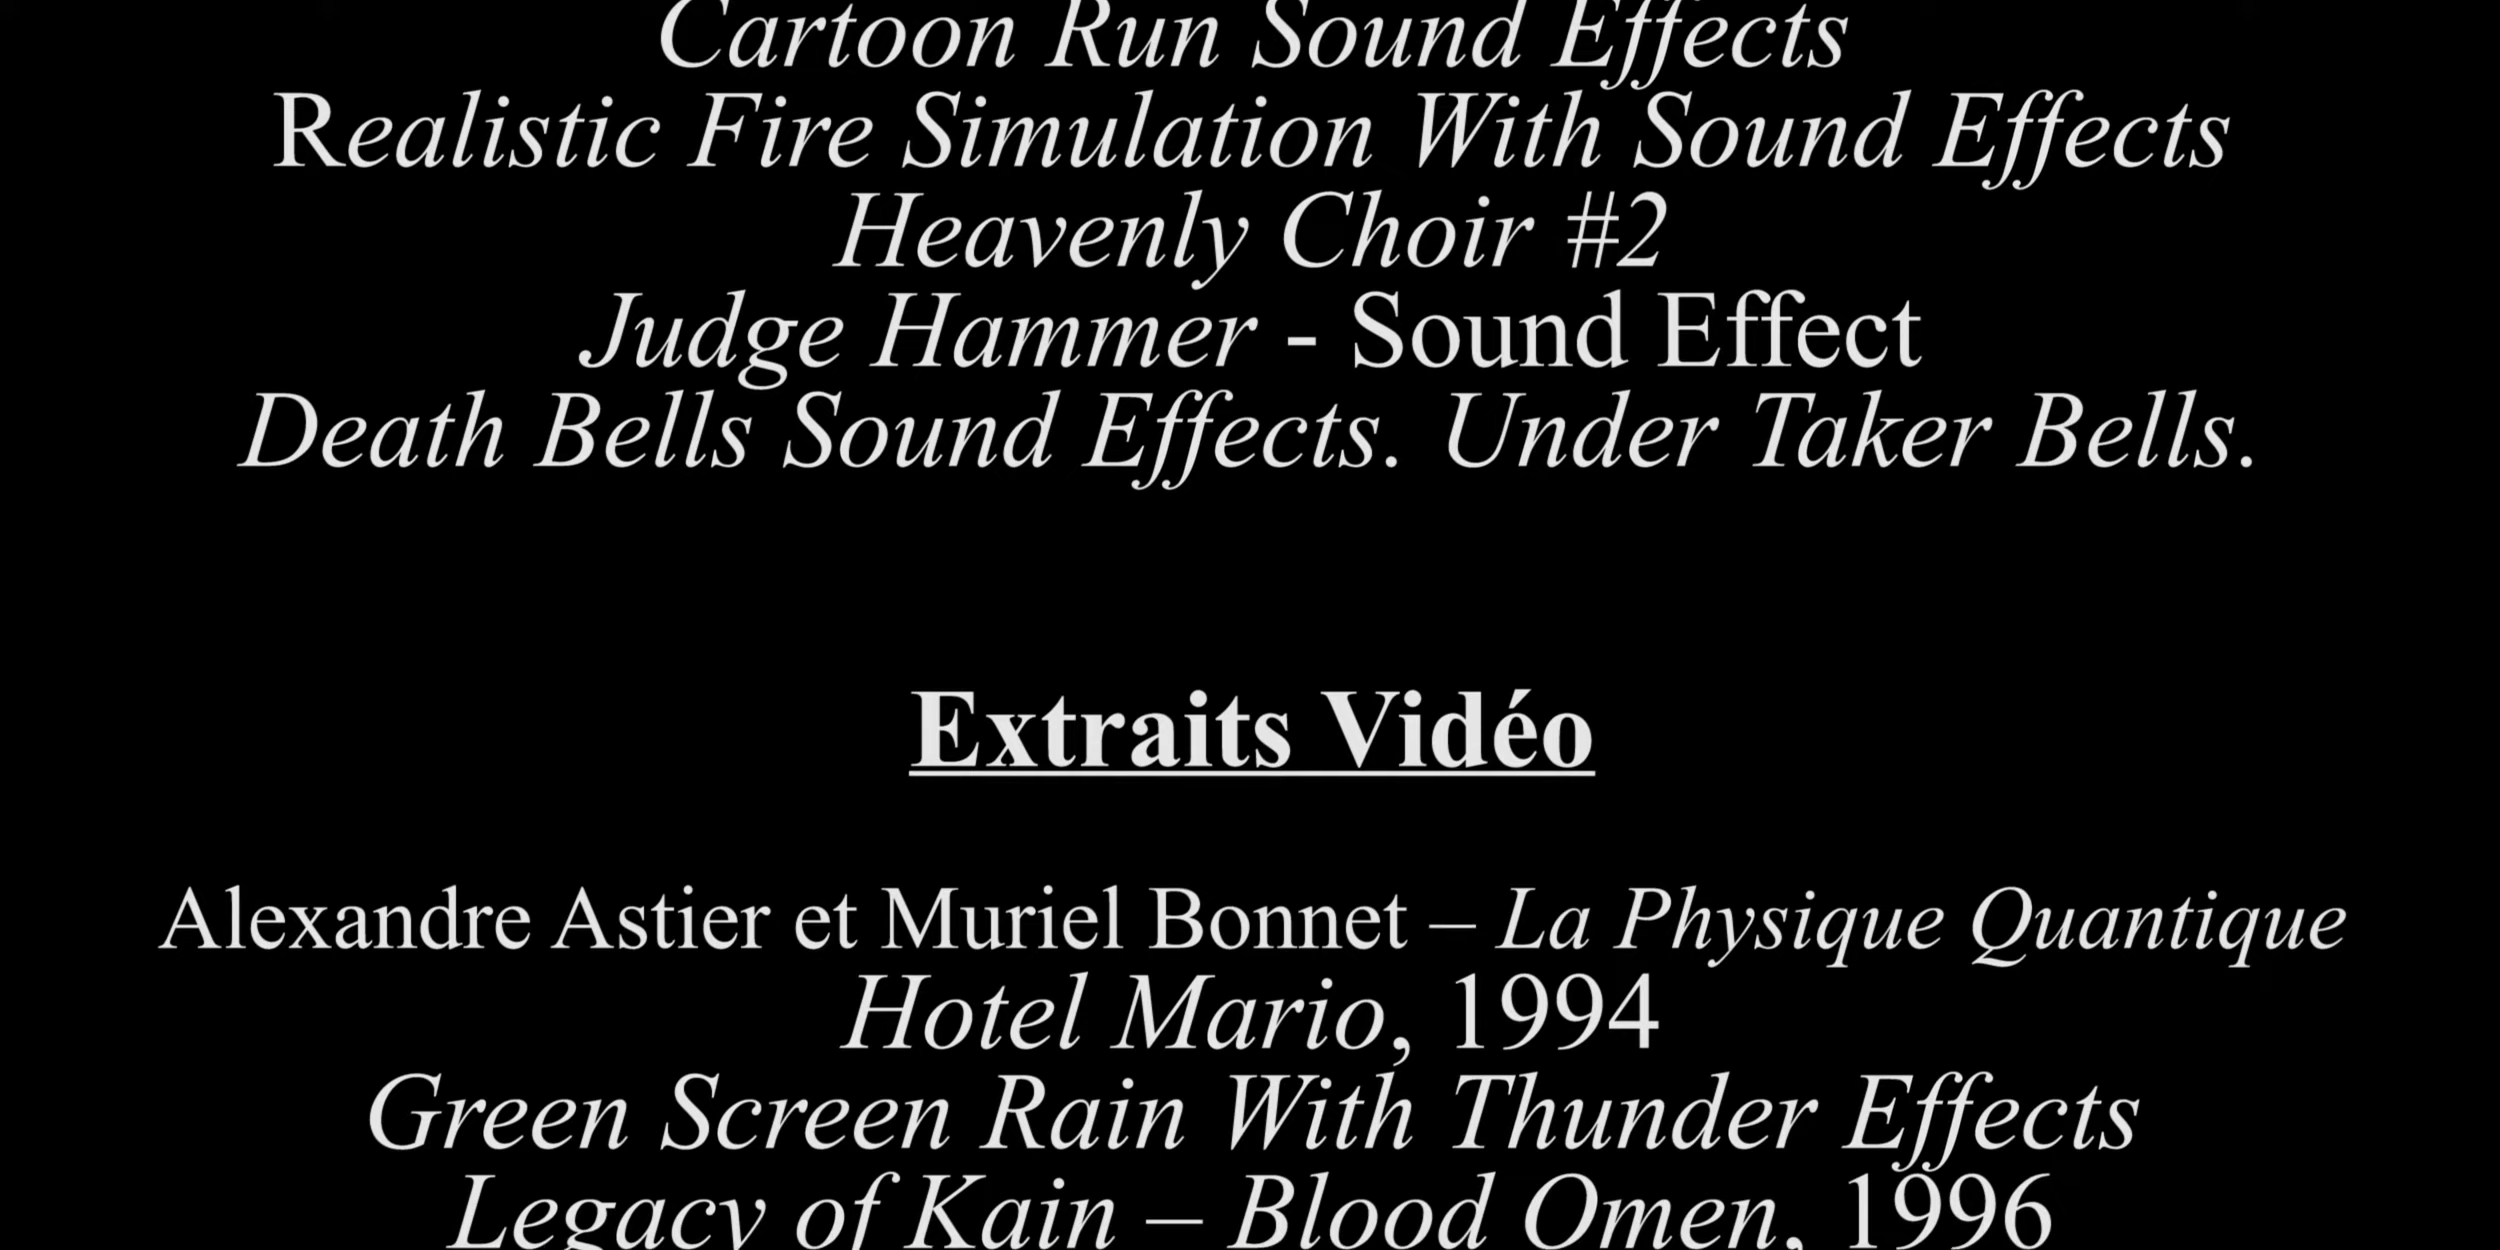 Cartoon Run Sound Effects
Realistic Fire Simulation With Sound Effects
Heavenly Choir #2
Judge Hammer - Sound Effect
Death Bells Sound Effects. Under Taker Bells.
Extraits Vidéo
Alexandre Astier et Muriel Bonnet – La Physique Quantique
Hotel Mario, 1994
Green Screen Rain With Thunder Effects
Legacy of Kain – Blood Omen, 1996